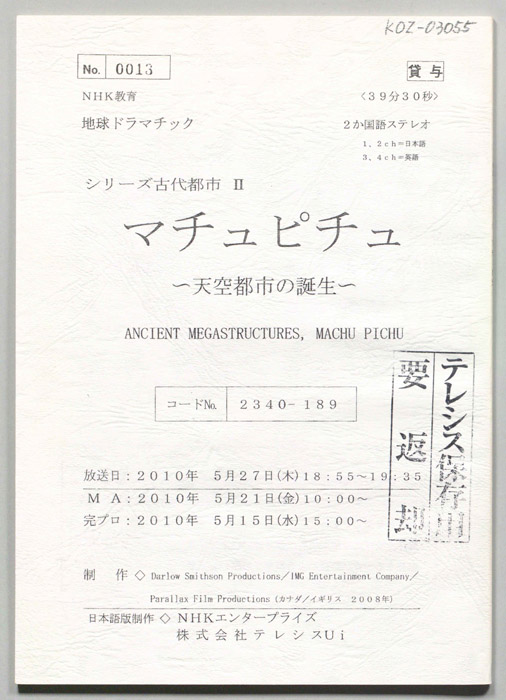 KOZ-03055
No. 0013
貸与
NHK教育
〈39分30秒〉
地球ドラマチック
2か国語ステレオ
1、2ch=日本語
3、4ch=英語
シリーズ古代都市 Ⅱ
マチュピチュ
〜天空都市の誕生〜
ANCIENT MEGASTRUCTURES, MACHU PICHU
コードNo. 2340-189
テレシス保存用
要返却
放送日：2010年 5月27日(木)18:55〜19:35
MA：2010年 5月21日(金)10:00〜
完プロ：2010年 5月15日(水)15:00〜
制 作 ◇ Darlow Smithson Productions／IMG Entertainment Company／
Parallax Film Productions (カナダ／イギリス 2008年)
日本語版制作 ◇ NHKエンタープライズ
株式会社テレシスUi